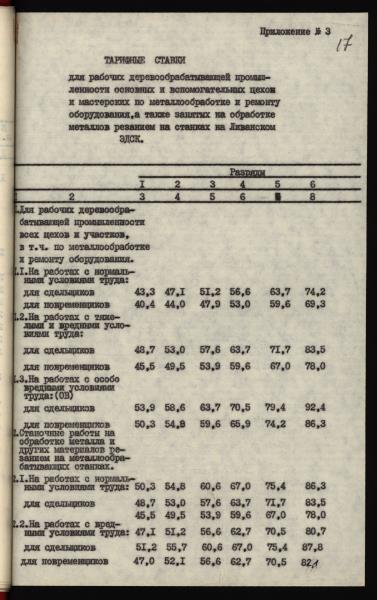 Приложение № 3
17
ТАРИФНЫЕ СТАВКИ
для рабочих деревообрабатывающей промыш-
ленности основных и вспомогательных цехов
и мастерских по металлообработке и ремонту
оборудования,а также занятых на обработке
металлов резанием на станках на Ливанском
ЭДСК.
Разряды
I 2 3 4 5 6
2 3 4 5 6 8
I.Для рабочих деревообра-
батывающей промышленности
всех цехов и участков,
в т.ч. по металлообработке
и ремонту оборудования.
I.I.На работах с нормаль-
ными условиями труда:
для сдельщиков 43,3 47,I 5I,2 56,6 63,7 74,2
для повременщиков 40,4 44,0 47,9 53,0 59,6 69,3
I.2.На работах с тяже-
лыми и вредными усло-
виями труда:
для сдельщиков 48,7 53,0 57,6 63,7 7I,7 83,5
для повременщиков 45,5 49,5 53,9 59,6 67,0 78,0
I.3.На работах с особо
вредными условиями
труда:(ОВ)
для сдельщиков 53,9 58,6 63,7 70,5 79,4 92,4
для повременщиков 50,3 54,8 59,6 65,9 74,2 86,3
2.Станочные работы на
обработке металла и
других материалов ре-
занием на металлообра-
батывающих станках.
2.I.На работах с нормаль-
ными условиями труда: 50,3 54,8 60,6 67,0 75,4 86,3
для сдельщиков 48,7 53,0 57,6 63,7 7I,7 83,5
45,5 49,5 53,9 59,6 67,0 78,0
2.2.На работах с вред-
ными условиями труда: 47,I 5I,2 56,6 62,7 70,5 80,7
для сдельщиков 5I,2 55,7 60,6 67,0 75,4 87,8
для повременщиков 47,0 52,I 56,6 62,7 70,5 82,1